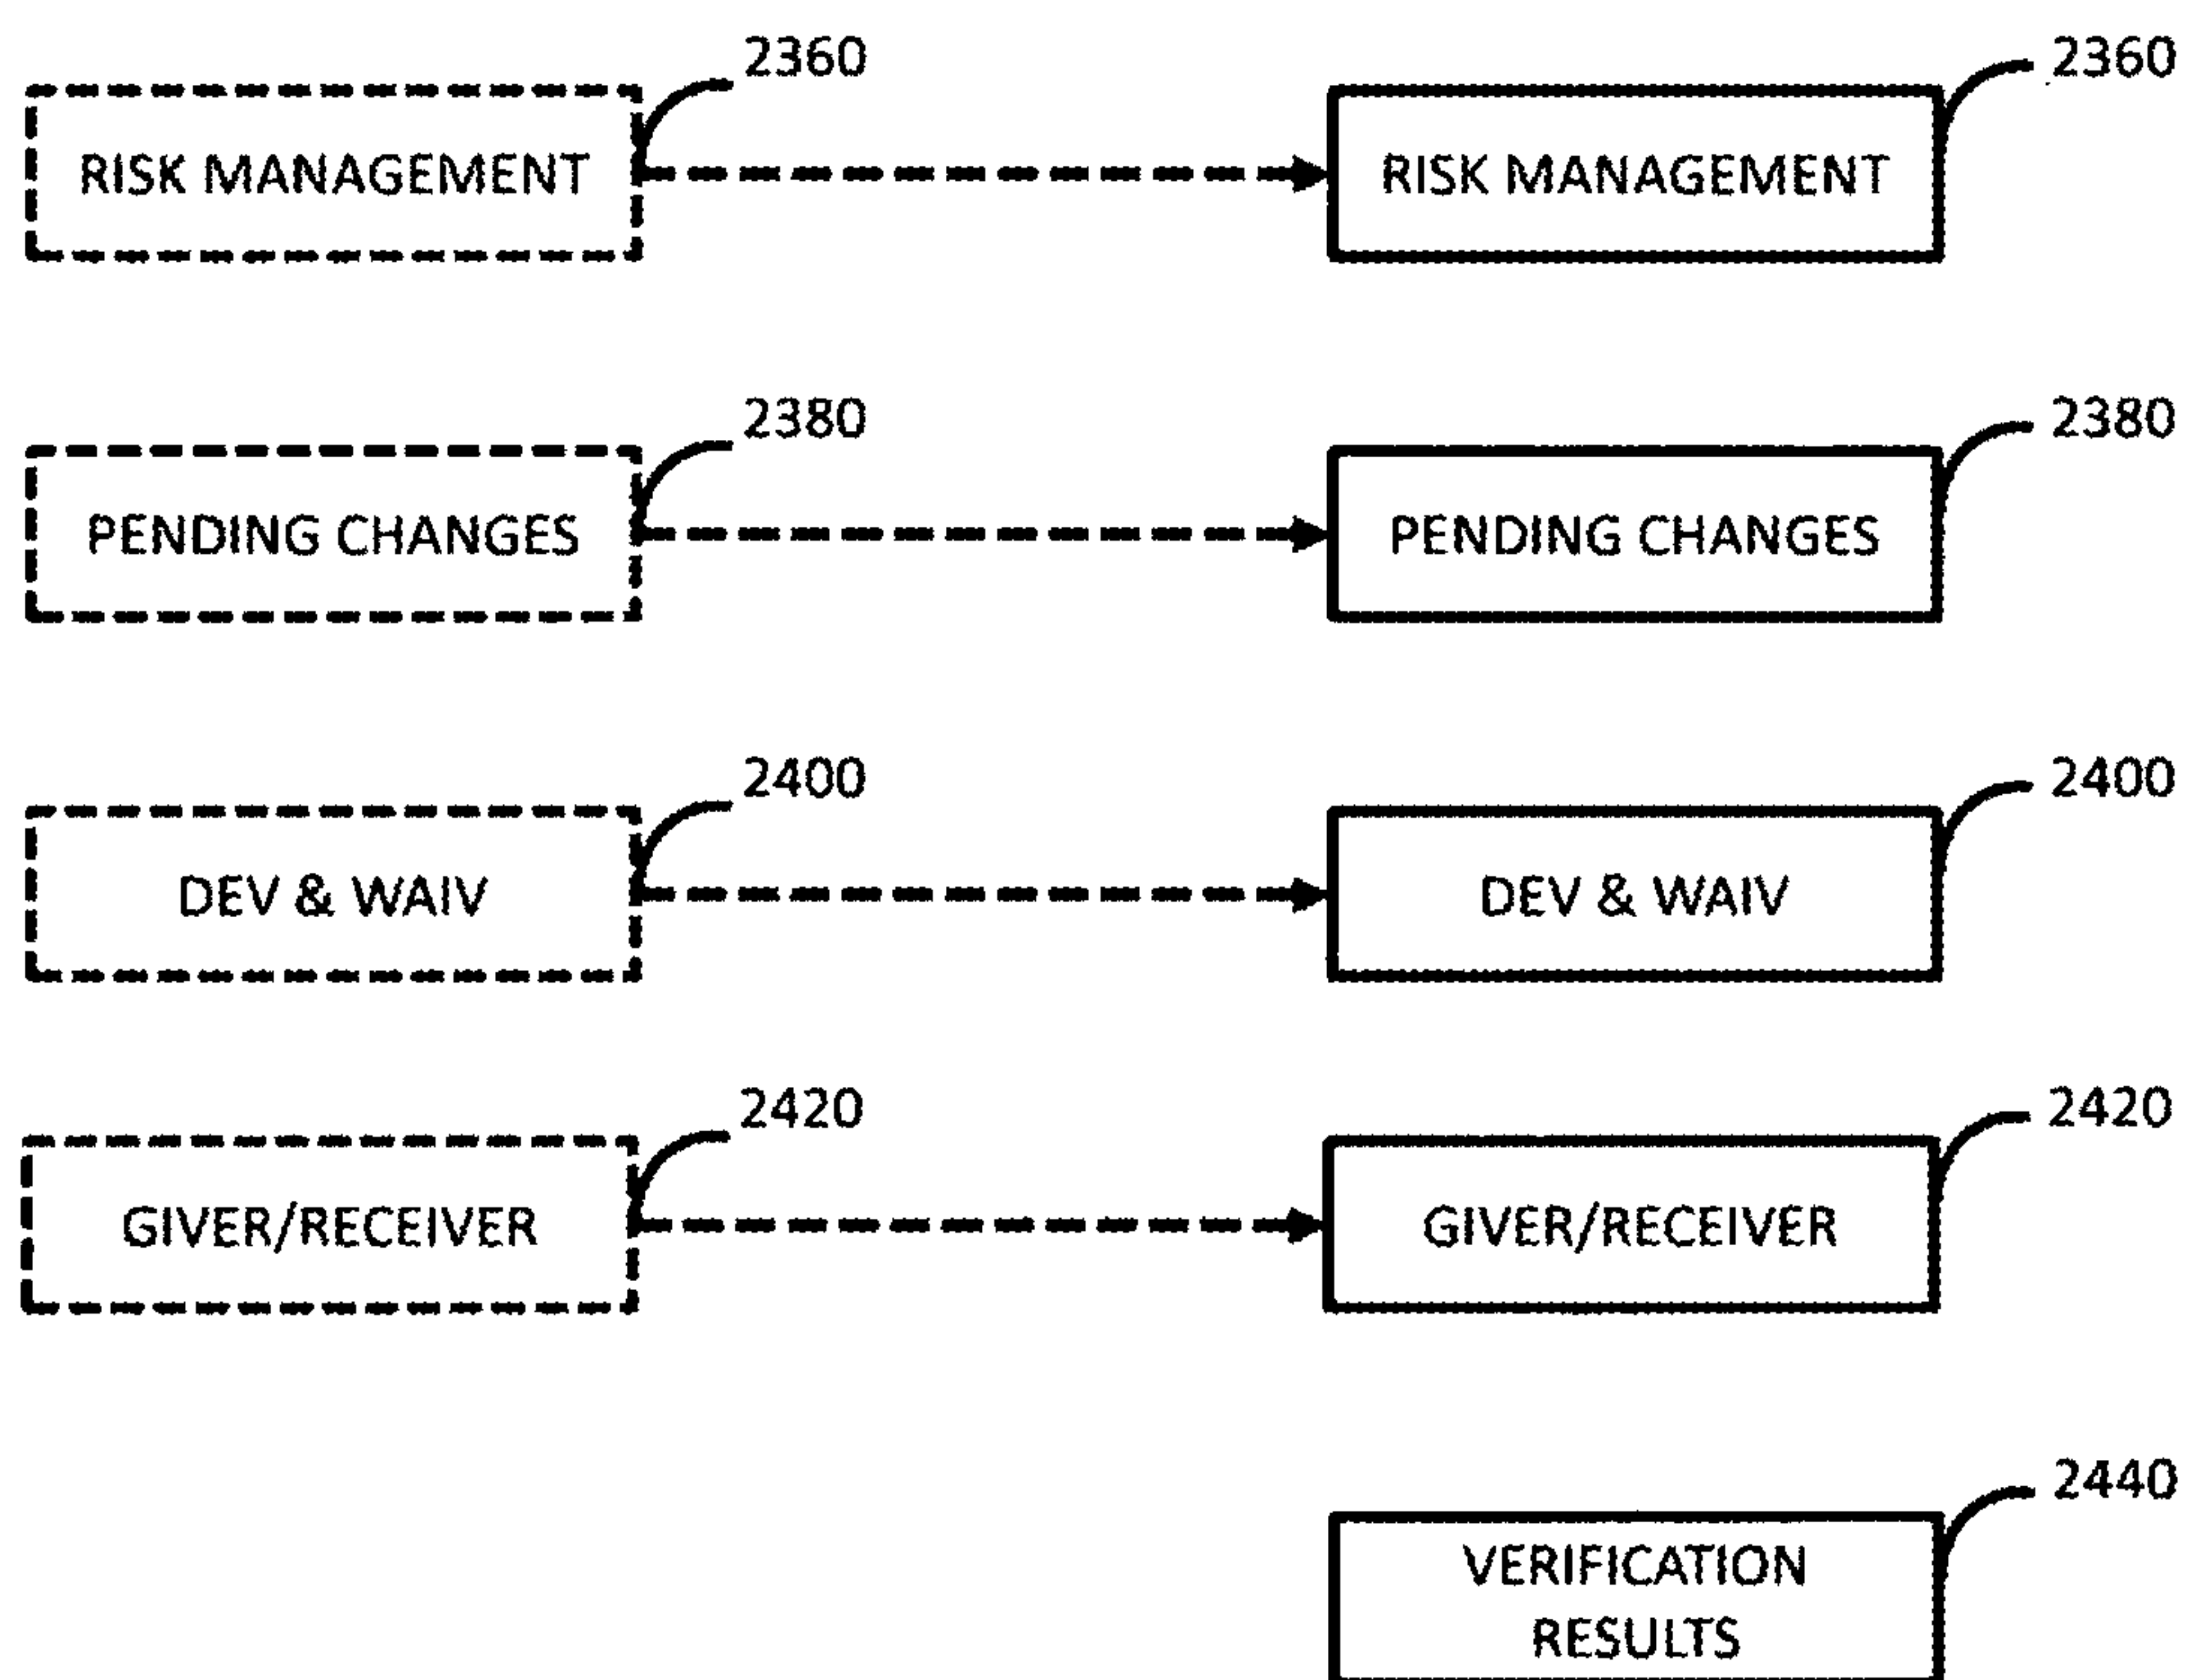 2360
2360
RISK MANAGEMENT
RISK MANAGEMENT
2380
2380
PENDING CHANGES
PENDING CHANGES
2400
2400
DEV & WAIV
DEV & WAIV
2420
2420
GIVER/RECEIVER
GIVER/RECEIVER
2440
VERIFICATION
RESULTS